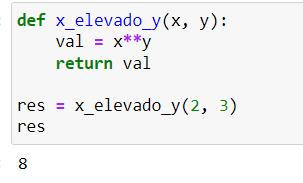 def x_elevado_y(x, y):
    val = x**y
    return val
res = x_elevado_y(2, 3)
res
8